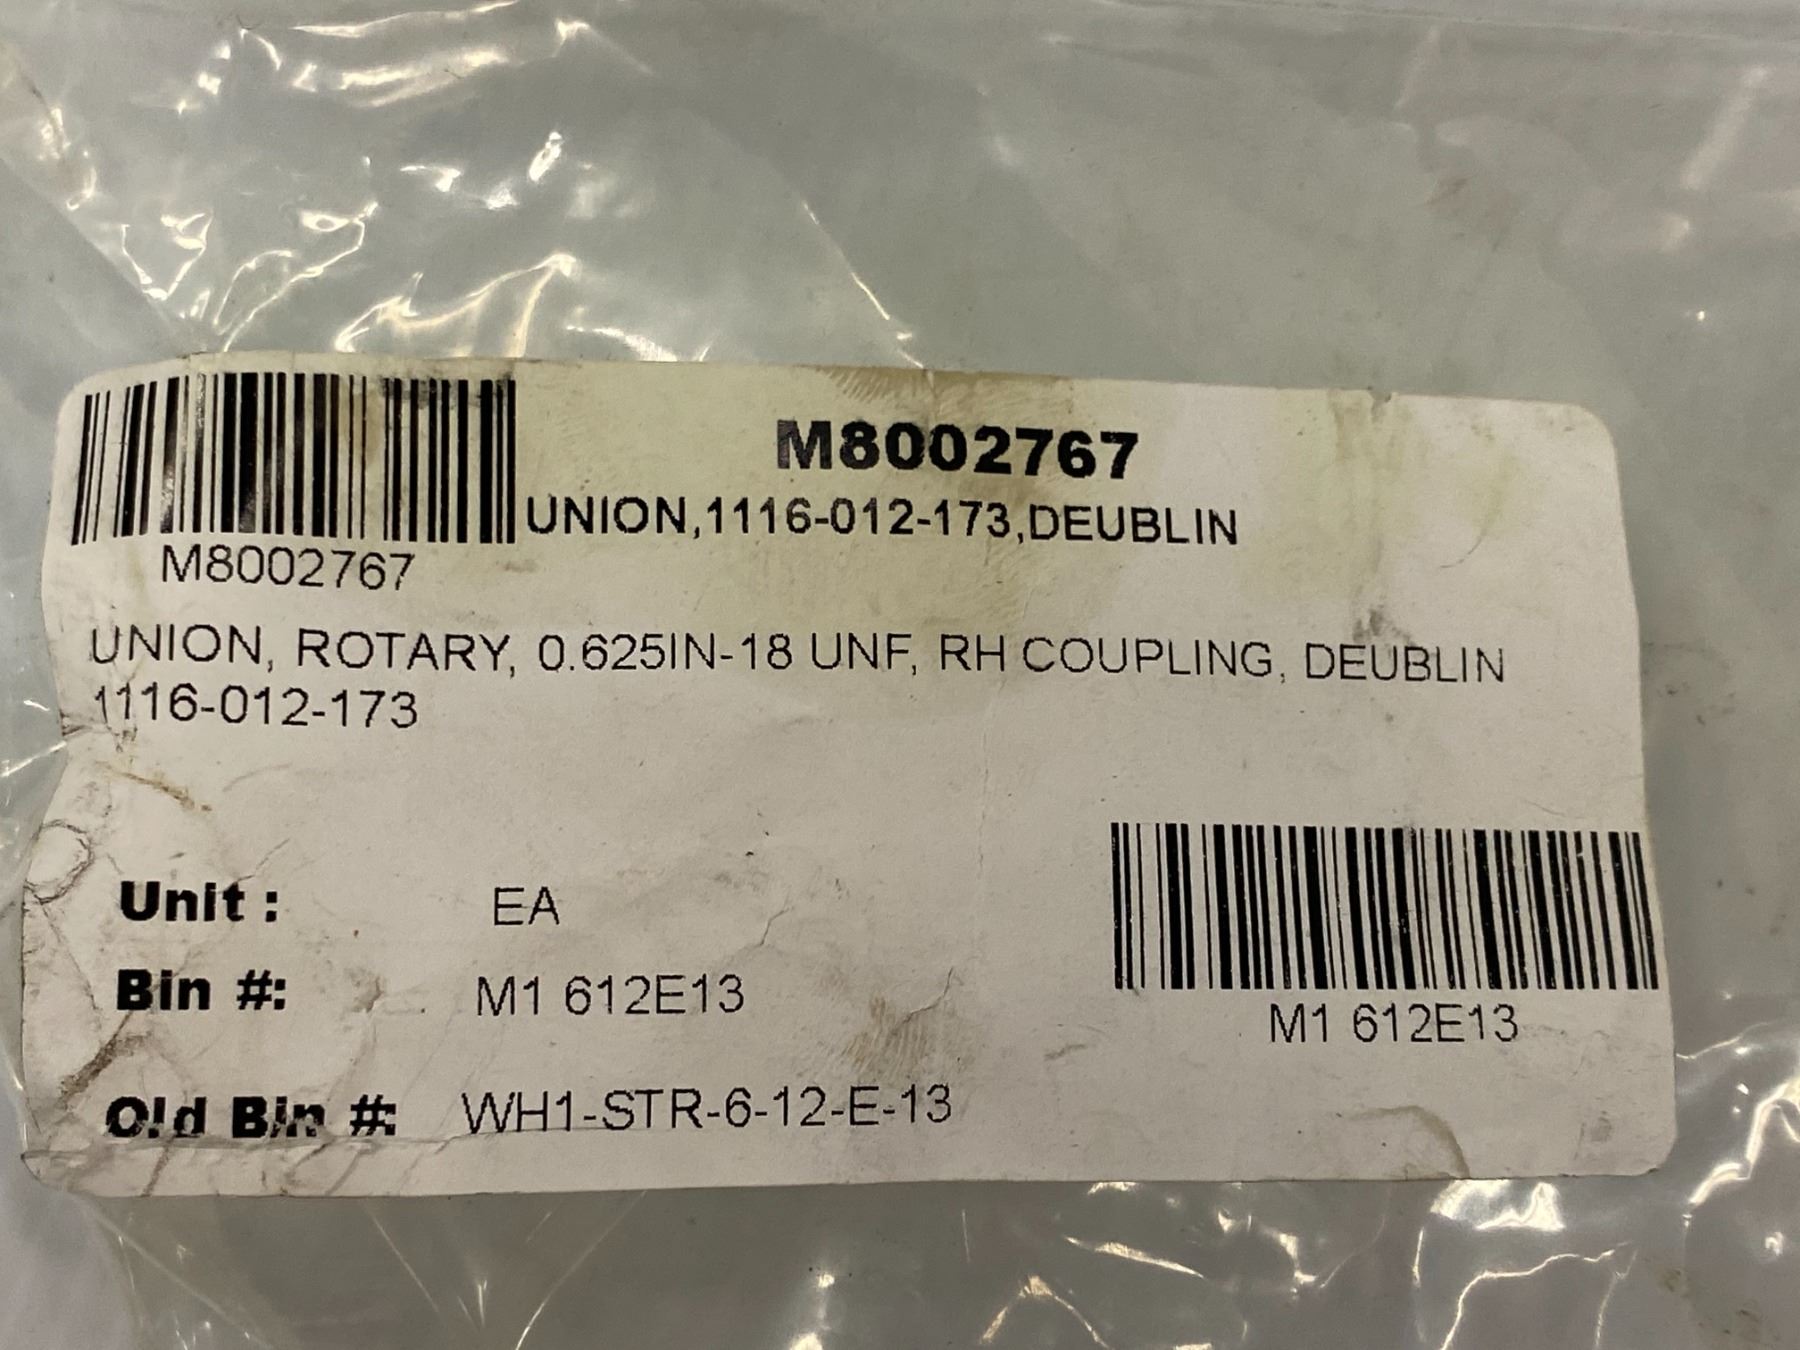 M8002767
UNION,1116-012-173,DEUBLIN
M8002767
UNION, ROTARY, 0.625IN-18 UNF, RH COUPLING, DEUBLIN
1116-012-173
Unit : EA
Bin #: M1 612E13
M1 612E13
Old Bin #: WH1-STR-6-12-E-13